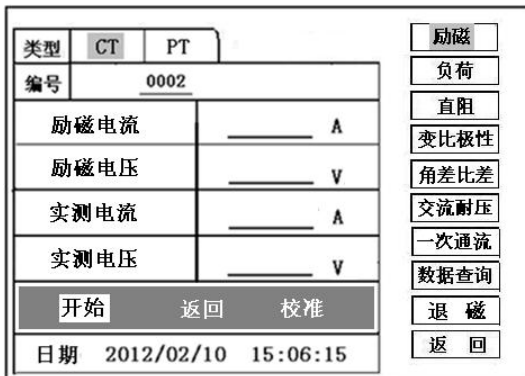 类型 CT PT
编号 0002
励磁电流 A
励磁电压 V
实测电流 A
实测电压 V
开始 返回 校准
日期 2012/02/10 15:06:15
励磁
负荷
直阻
变比极性
角差比差
交流耐压
一次通流
数据查询
退 磁
返 回